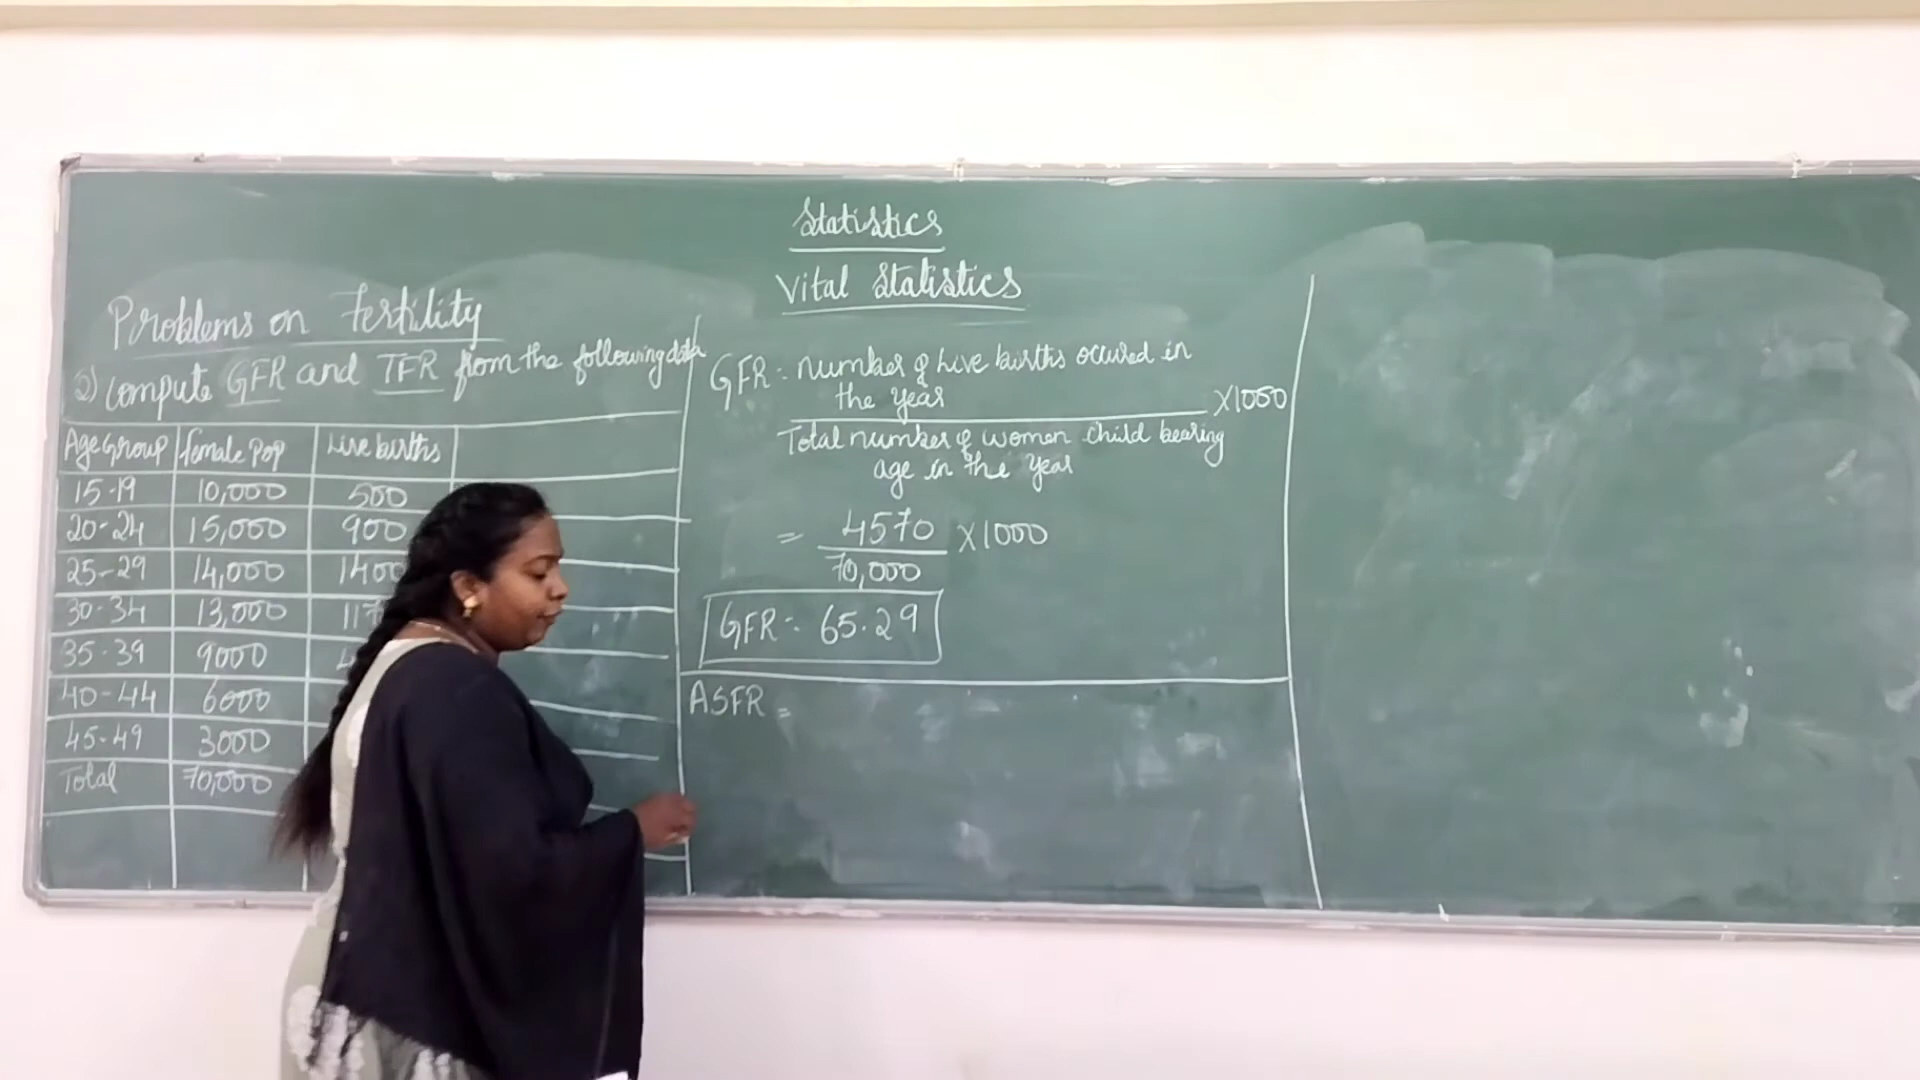 Statistics
Vital Statistics
Problems on Fertility
2) compute GFR and TFR from the following data
Age Group female Pop Live births
15-19 10,000 500
20-24 15,000 900
25-29 14,000 1400
30-34 13,000
35-39 9000
40-44 6000
45-49 3000
Total 70,000
GFR = number of Live births occured in
the year
X1000
Total number of women child bearing
age in the Year
= 4570 X1000
70,000
GFR = 65.29
ASFR =